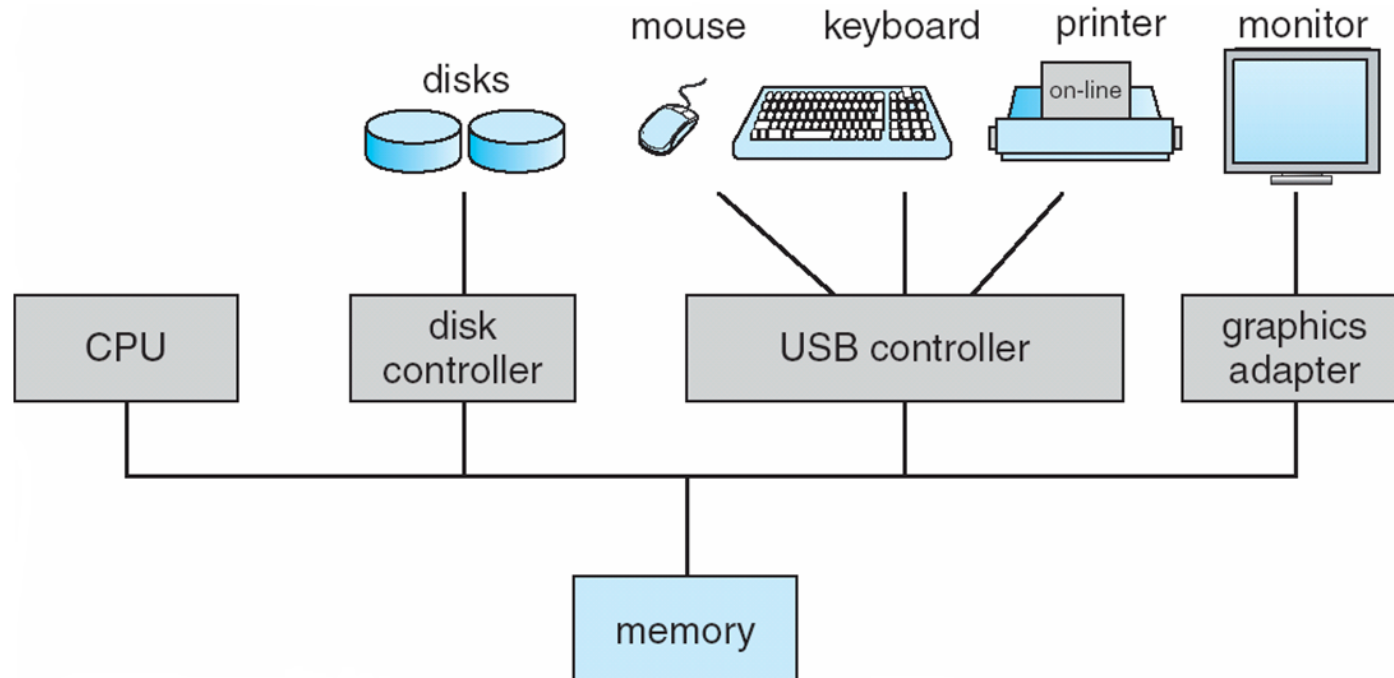 mouse
keyboard
printer
monitor
disks
on-line
CPU
disk
controller
USB controller
graphics
adapter
memory